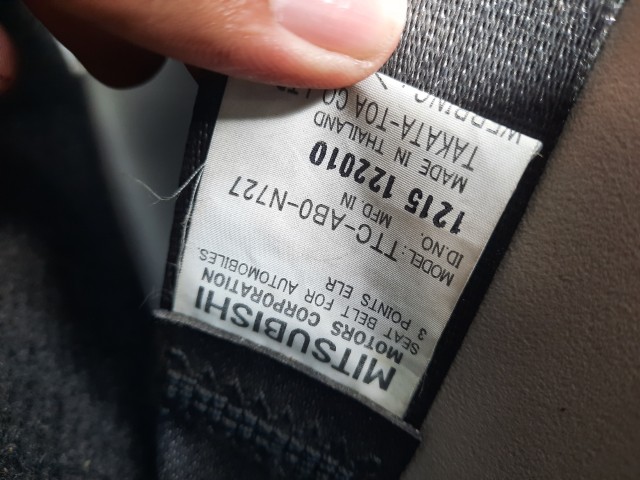 MITSUBISHI
MOTORS CORPORATION
SEAT BELT FOR AUTOMOBILES.
3 POINTS ELR
MODEL: TTC-AB0-N727
ID.NO. MFD IN
1215 122010
MADE IN THAILAND
TAKATA-TOA CO.,LTD
WEBBING: